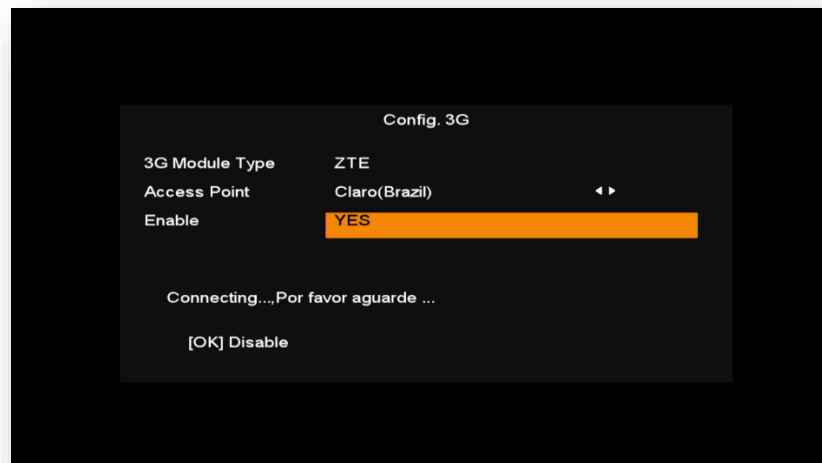 Config. 3G
3G Module Type ZTE
Access Point Claro(Brazil)
Enable YES
Connecting...,Por favor aguarde ...
[OK] Disable